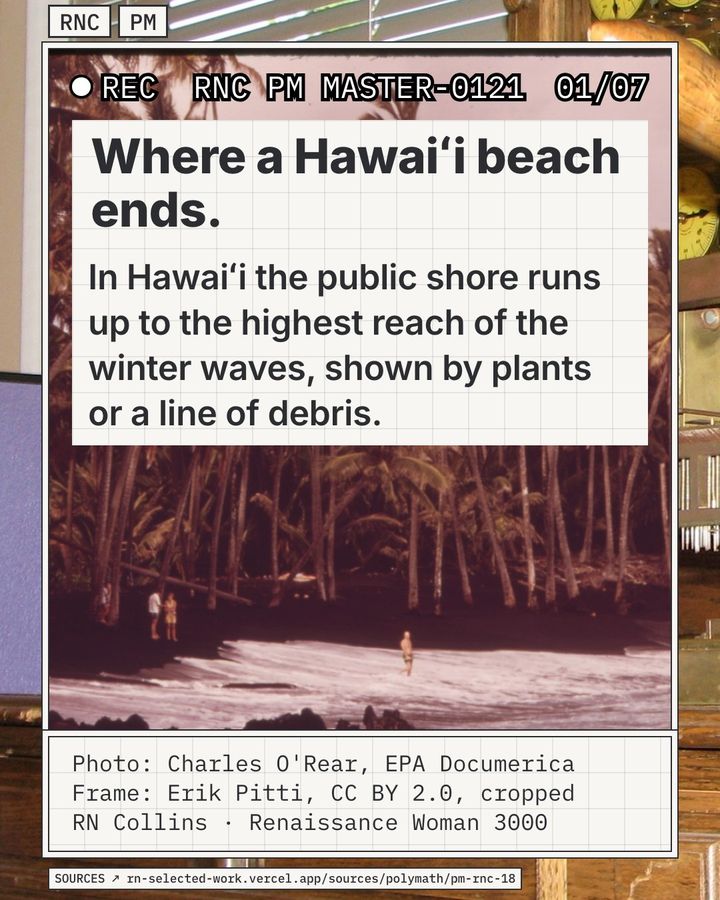 RNC PM
REC RNC PM MASTER-0121 01/07
Where a Hawaiʻi beach
ends.
In Hawaiʻi the public shore runs
up to the highest reach of the
winter waves, shown by plants
or a line of debris.
Photo: Charles O'Rear, EPA Documerica
Frame: Erik Pitti, CC BY 2.0, cropped
RN Collins · Renaissance Woman 3000
SOURCES ↗ rn-selected-work.vercel.app/sources/polymath/pm-rnc-18